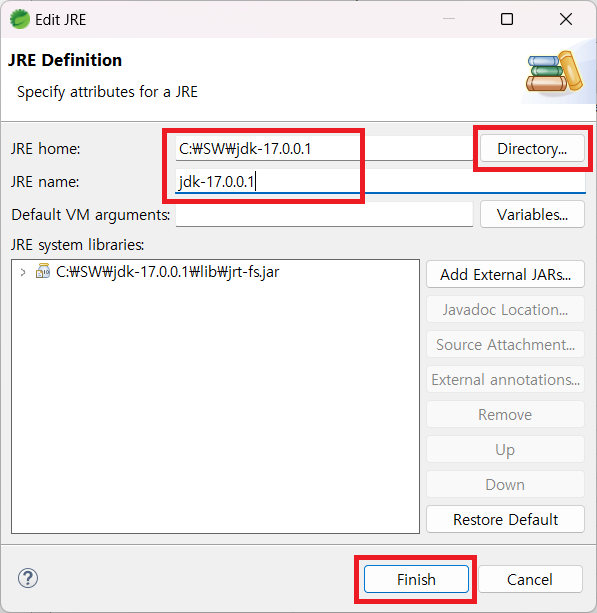 Edit JRE
JRE Definition
Specify attributes for a JRE
JRE home: C:₩SW₩jdk-17.0.0.1 Directory...
JRE name: jdk-17.0.0.1
Default VM arguments: Variables...
JRE system libraries:
C:₩SW₩jdk-17.0.0.1₩lib₩jrt-fs.jar
Add External JARs...
Javadoc Location...
Source Attachment...
External annotations...
Remove
Up
Down
Restore Default
? Finish Cancel